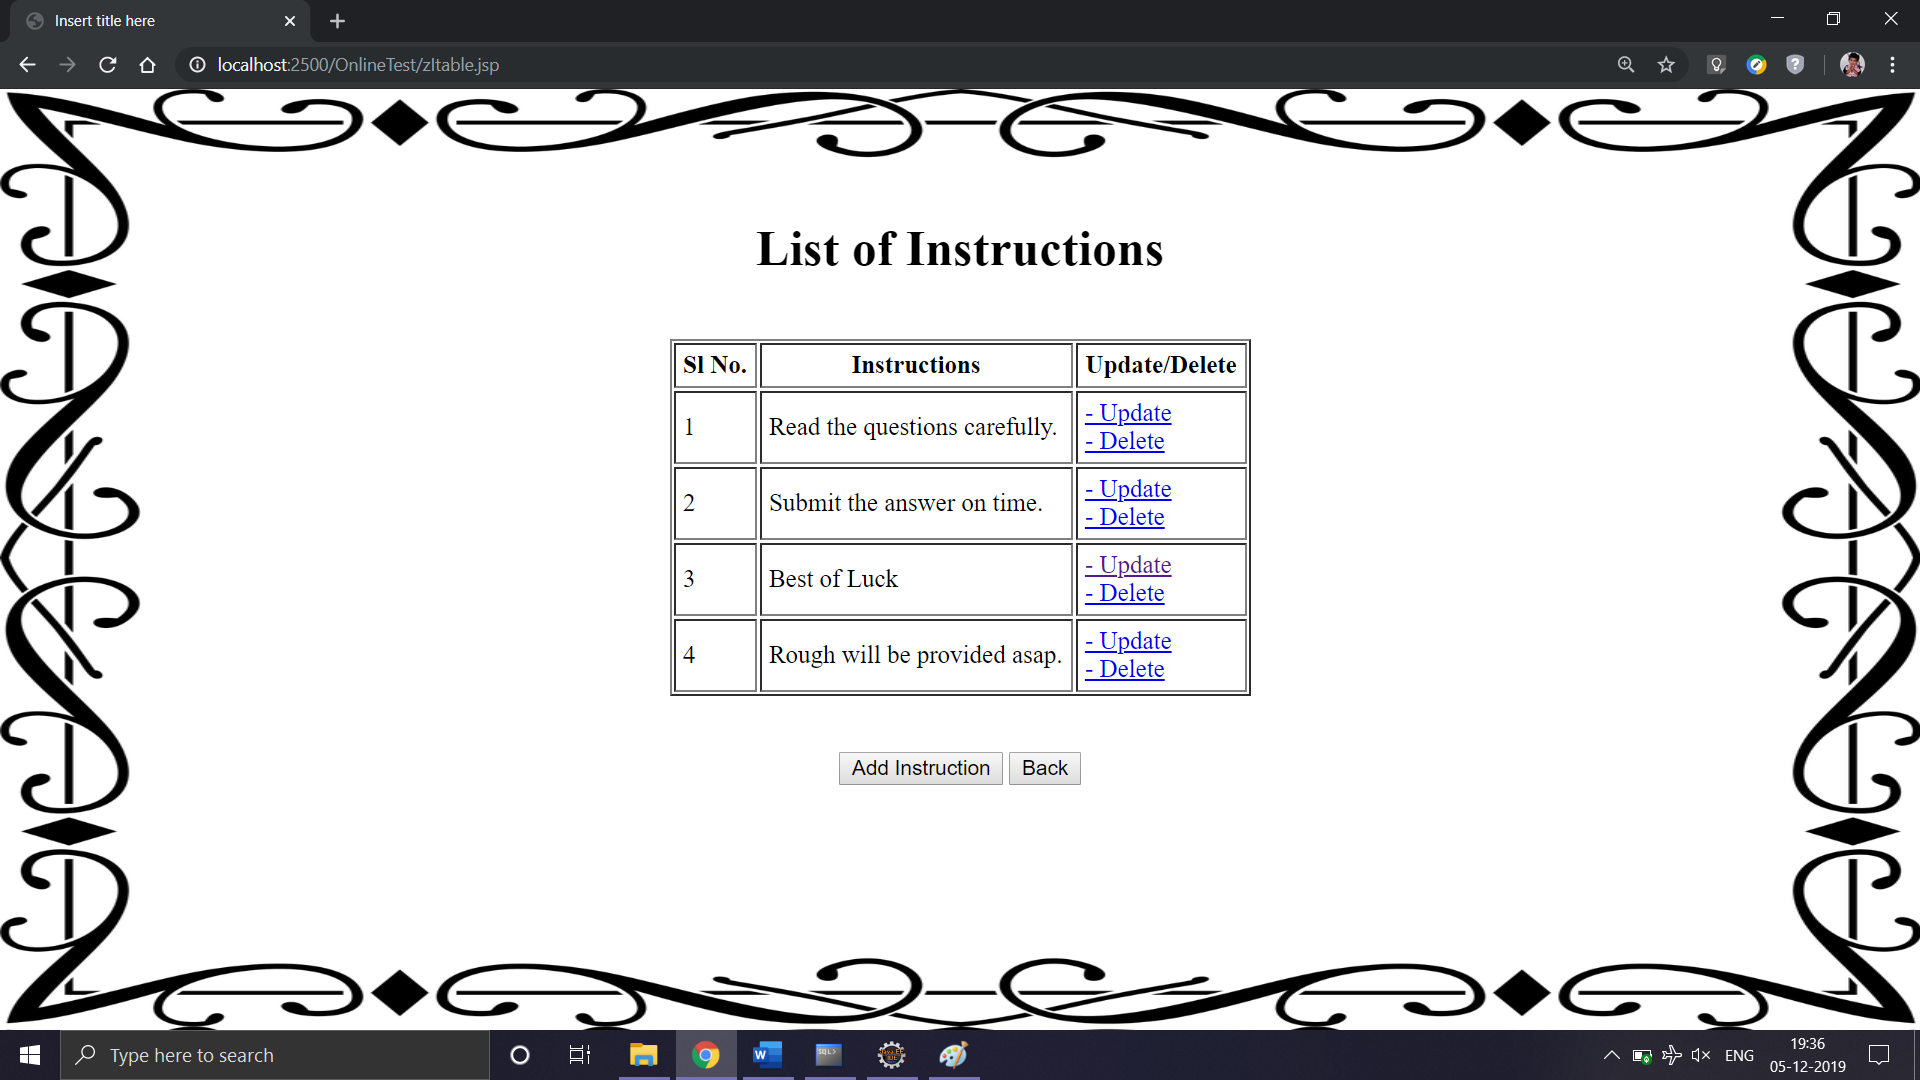 Insert title here
localhost:2500/OnlineTest/zItable.jsp
List of Instructions
Sl No. Instructions Update/Delete
1 Read the questions carefully. - Update
- Delete
2 Submit the answer on time. - Update
- Delete
3 Best of Luck - Update
- Delete
4 Rough will be provided asap. - Update
- Delete
Add Instruction Back
Type here to search
ENG
19:36
05-12-2019